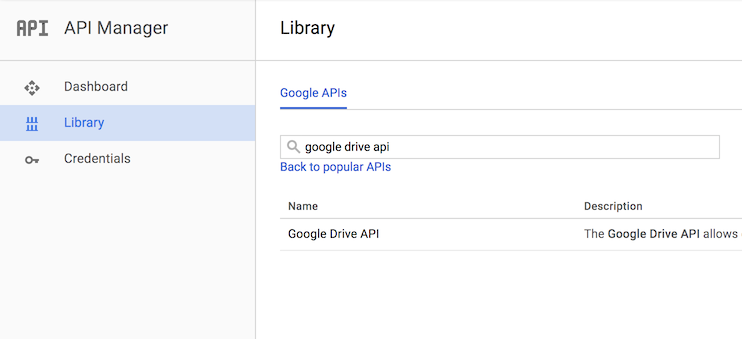 API API Manager
Library
Dashboard
Library
Credentials
Google APIs
google drive api
Back to popular APIs
Name Description
Google Drive API The Google Drive API allows